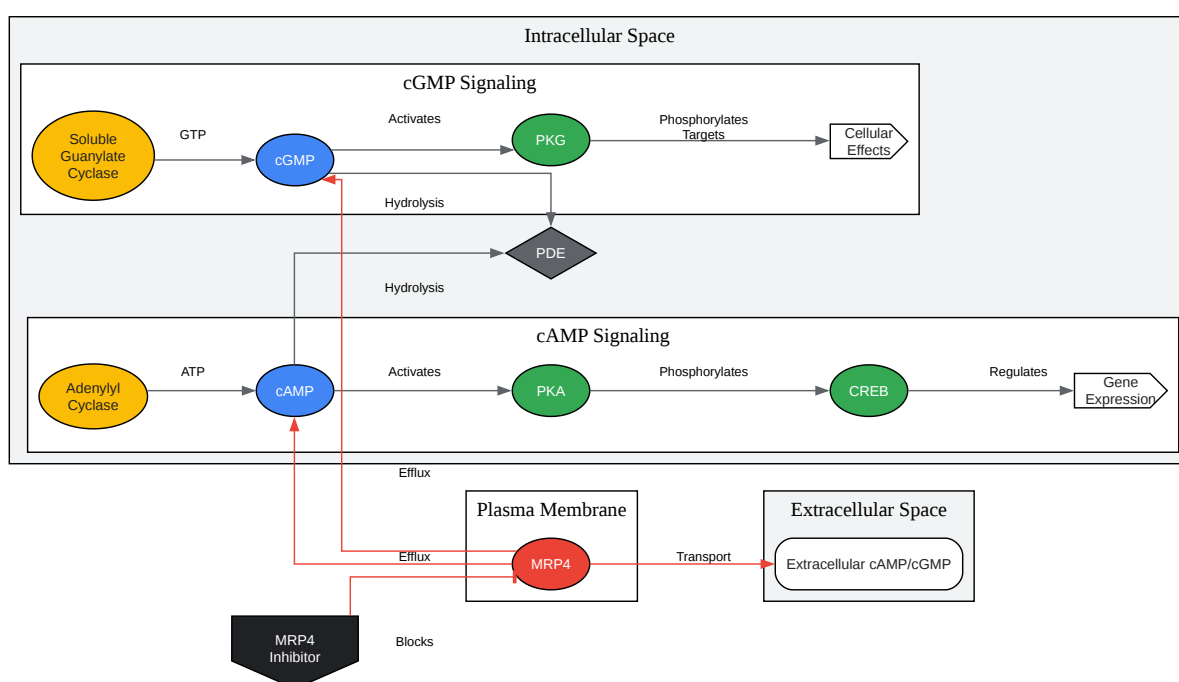 Intracellular Space
cGMP Signaling
Soluble
Guanylate
Cyclase
GTP
cGMP
Activates
PKG
Phosphorylates
Targets
Cellular
Effects
Hydrolysis
PDE
Hydrolysis
cAMP Signaling
Adenylyl
Cyclase
ATP
cAMP
Activates
PKA
Phosphorylates
CREB
Regulates
Gene
Expression
Efflux
Plasma Membrane
Extracellular Space
Efflux
MRP4
Transport
Extracellular cAMP/cGMP
MRP4
Inhibitor
Blocks